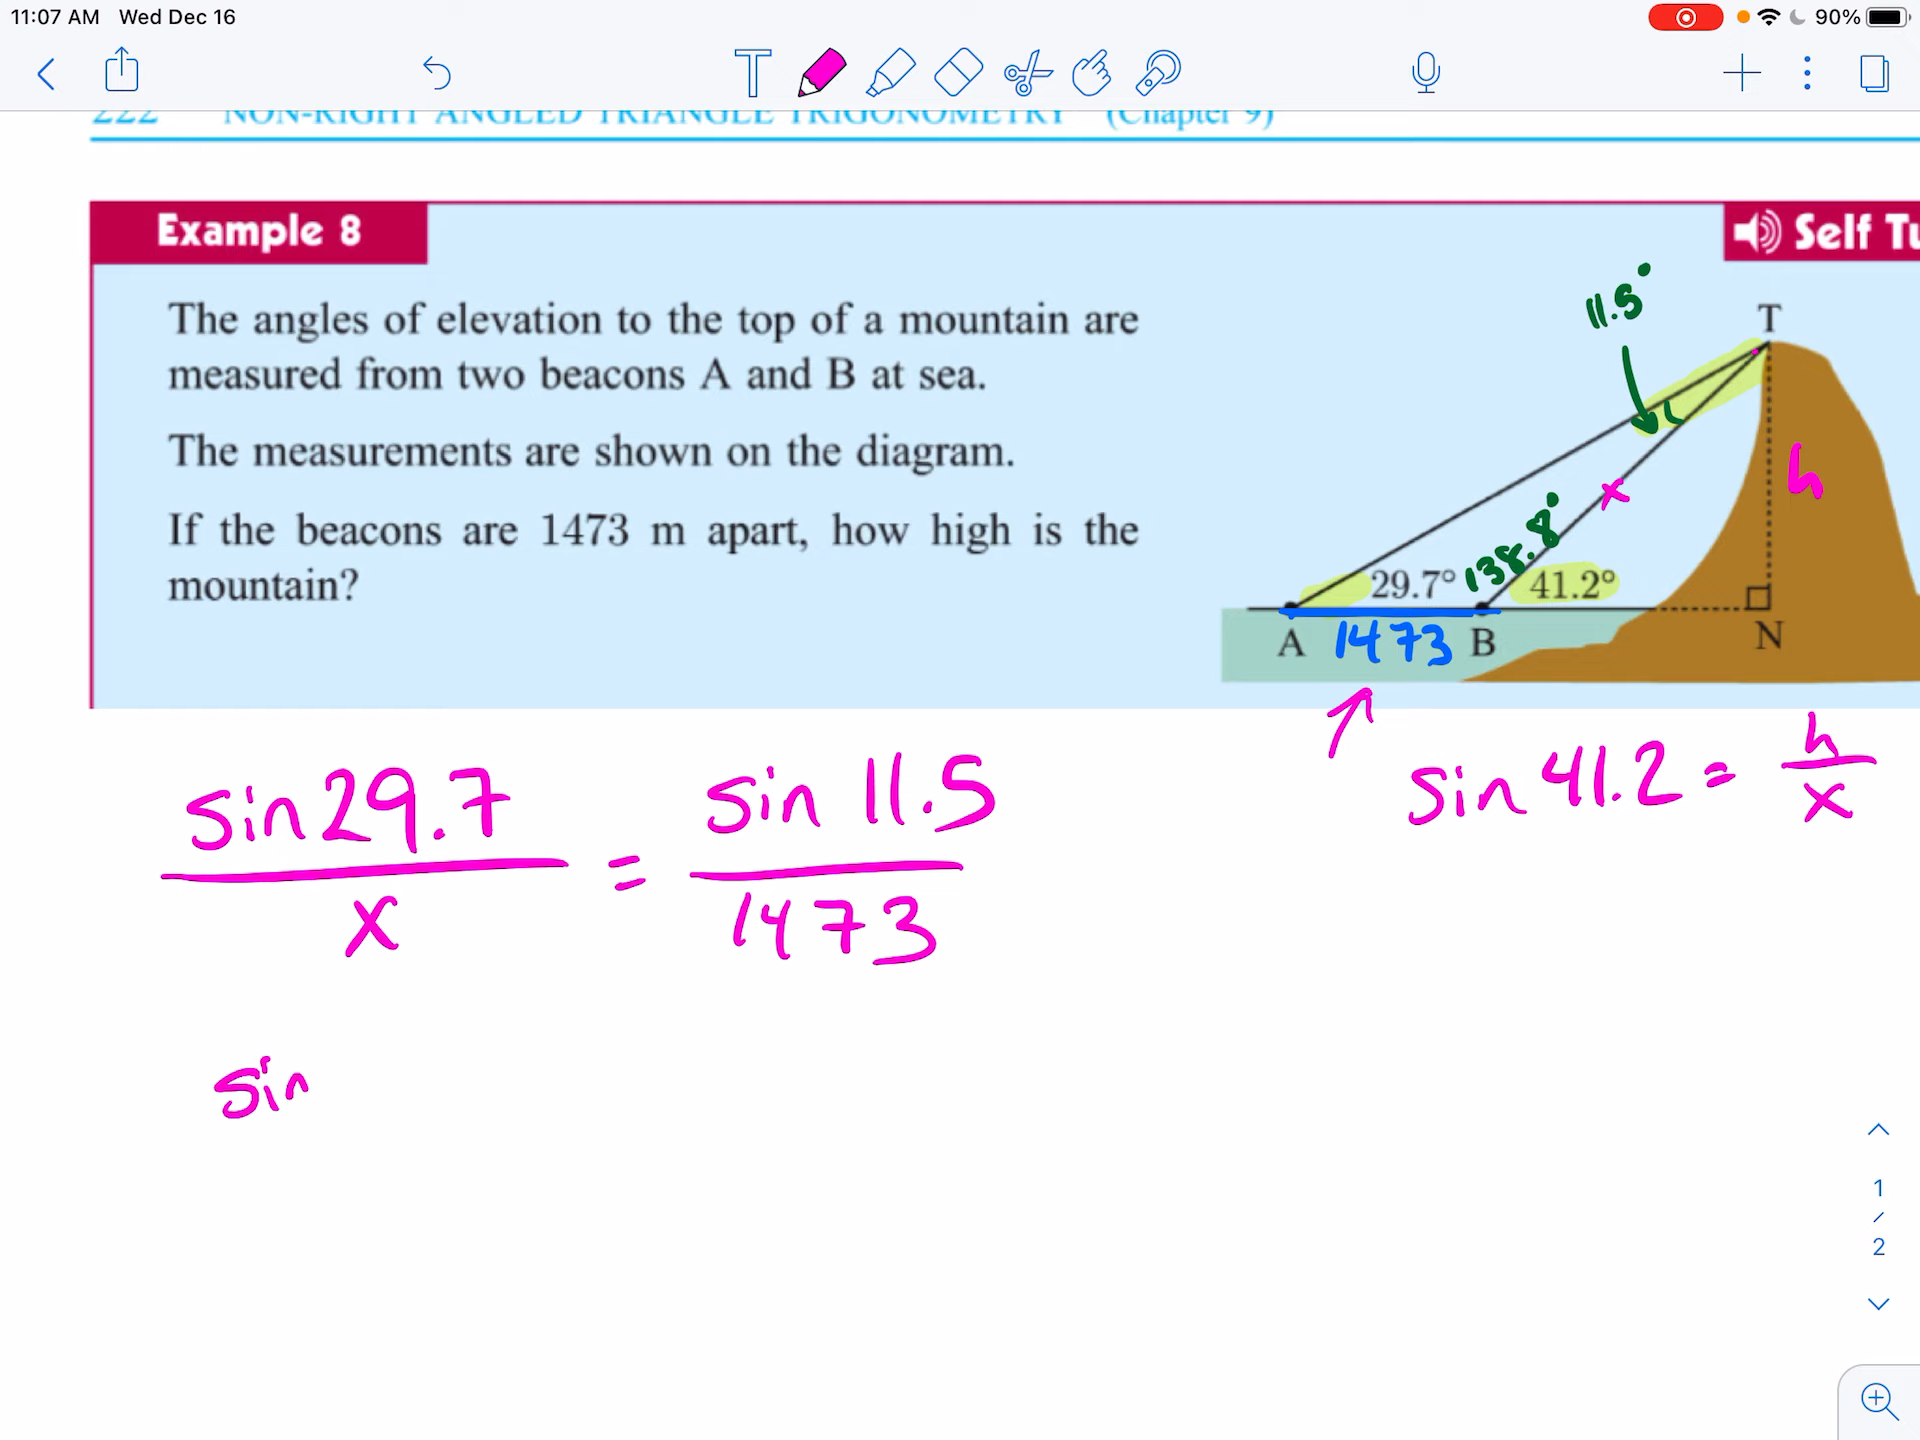 11:07 AM Wed Dec 16
90%
222 NON-RIGHT ANGLED TRIANGLE TRIGONOMETRY (Chapter 9)
Example 8
Self Tu
The angles of elevation to the top of a mountain are
measured from two beacons A and B at sea.
The measurements are shown on the diagram.
If the beacons are 1473 m apart, how high is the
mountain?
11.5°
T
h
x
138.8°
29.7°
41.2°
A 1473 B
N
sin 29.7 / x = sin 11.5 / 1473
sin 41.2 = h / x
sin
1
/
2